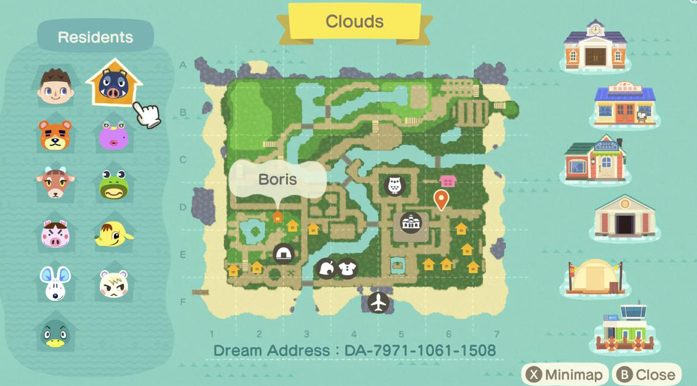 Clouds
Residents
A
B
C
D
E
F
Boris
1 2 3 4 5 6 7
Dream Address : DA-7971-1061-1508
X Minimap B Close